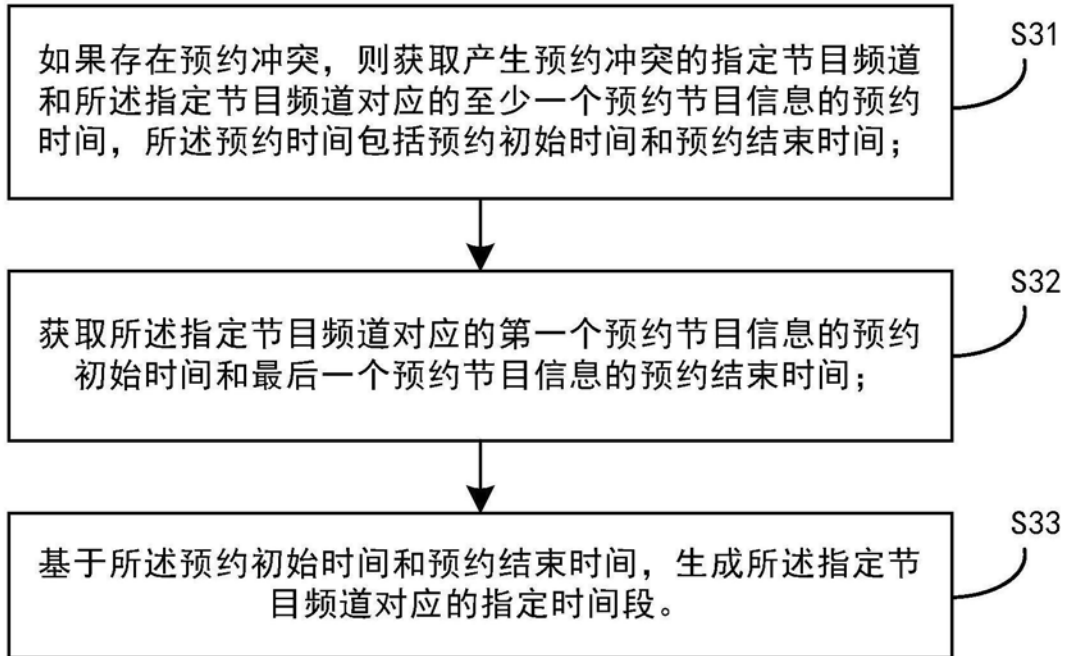 S31
如果存在预约冲突，则获取产生预约冲突的指定节目频道
和所述指定节目频道对应的至少一个预约节目信息的预约
时间，所述预约时间包括预约初始时间和预约结束时间；
S32
获取所述指定节目频道对应的第一个预约节目信息的预约
初始时间和最后一个预约节目信息的预约结束时间；
S33
基于所述预约初始时间和预约结束时间，生成所述指定节
目频道对应的指定时间段。